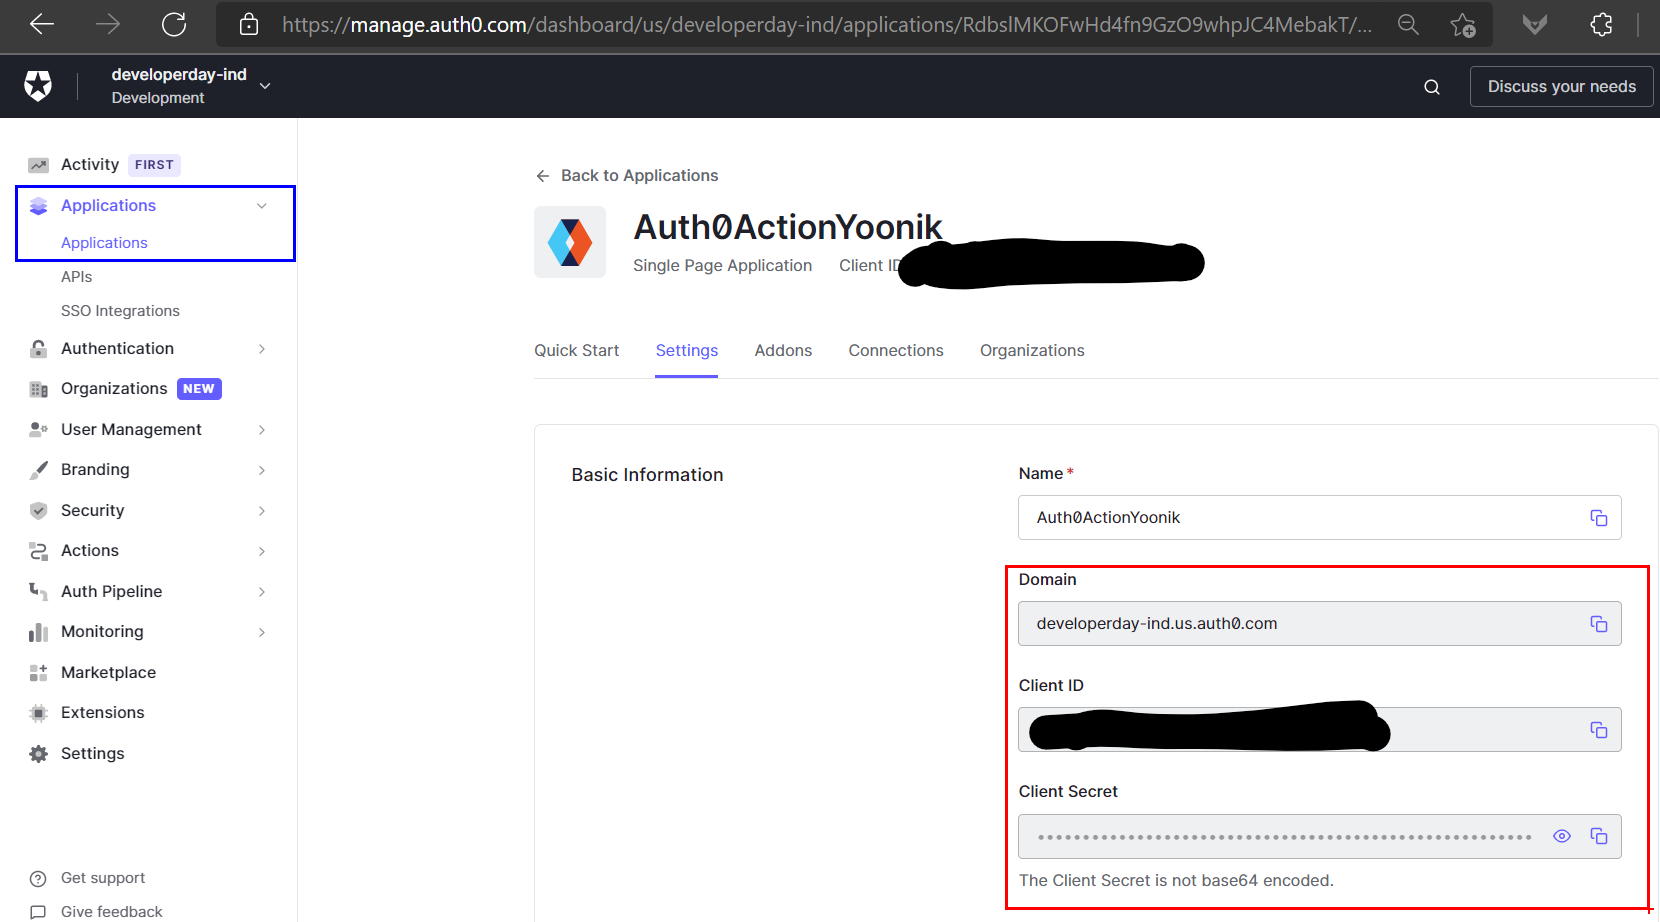 https://manage.auth0.com/dashboard/us/developerday-ind/applications/RdbslMKOFwHd4fn9GzO9whpJC4MebakT/...
developerday-ind
Development
Discuss your needs
Activity FIRST
Applications
Applications
APIs
SSO Integrations
Authentication
Organizations NEW
User Management
Branding
Security
Actions
Auth Pipeline
Monitoring
Marketplace
Extensions
Settings
Get support
Give feedback
Back to Applications
Auth0ActionYoonik
Single Page Application Client ID
Quick Start Settings Addons Connections Organizations
Basic Information
Name *
Auth0ActionYoonik
Domain
developerday-ind.us.auth0.com
Client ID
Client Secret
The Client Secret is not base64 encoded.